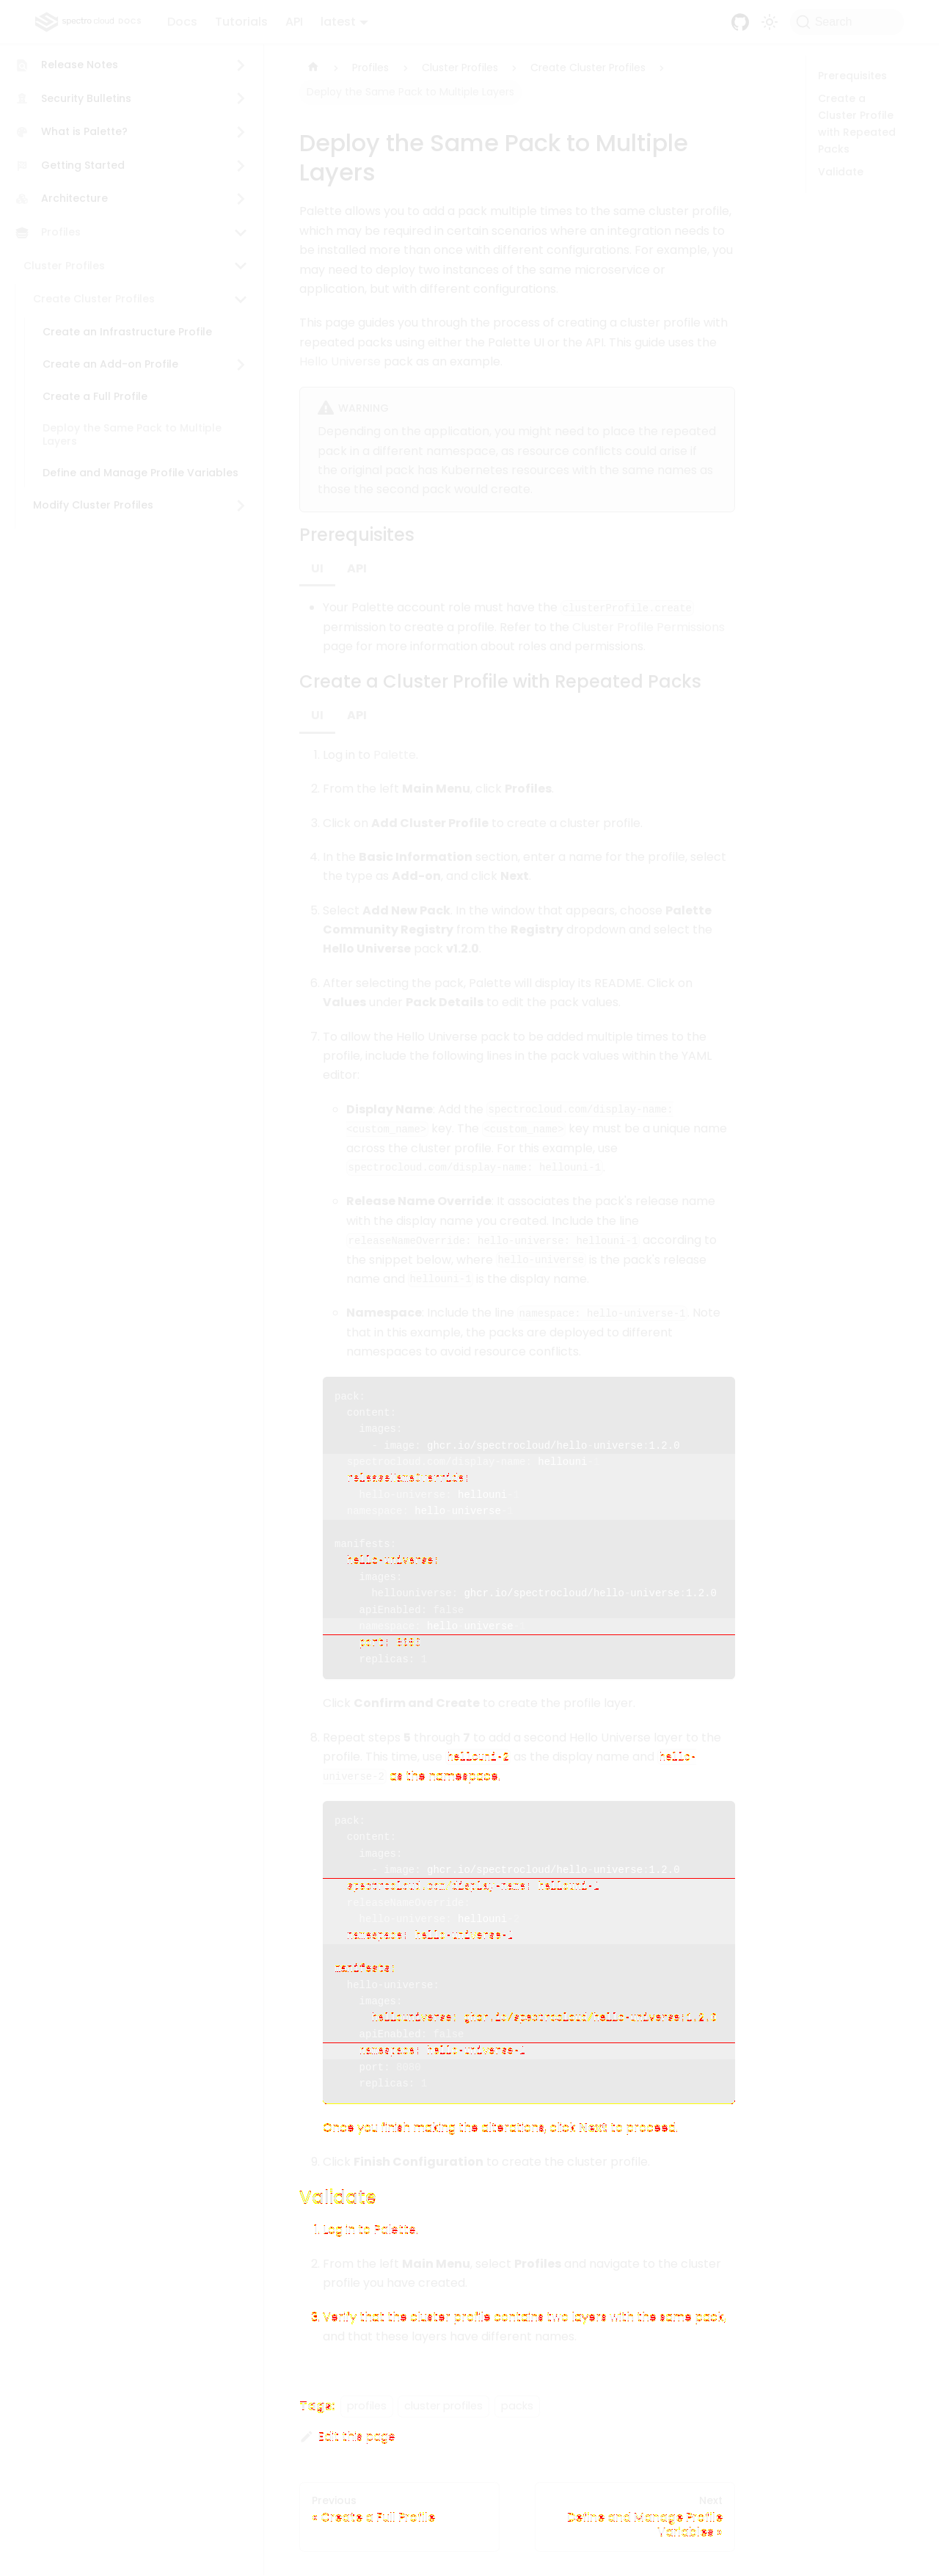 spectro cloud DOCS
Docs
Tutorials
API
latest
Search
Release Notes
Security Bulletins
What is Palette?
Getting Started
Architecture
Profiles
Cluster Profiles
Create Cluster Profiles
Create an Infrastructure Profile
Create an Add-on Profile
Create a Full Profile
Deploy the Same Pack to Multiple
Layers
Define and Manage Profile Variables
Modify Cluster Profiles
Profiles
Cluster Profiles
Create Cluster Profiles
Deploy the Same Pack to Multiple Layers
Deploy the Same Pack to Multiple
Layers
Palette allows you to add a pack multiple times to the same cluster profile,
which may be required in certain scenarios where an integration needs to
be installed more than once with different configurations. For example, you
may need to deploy two instances of the same microservice or
application, but with different configurations.
This page guides you through the process of creating a cluster profile with
repeated packs using either the Palette UI or the API. This guide uses the
Hello Universe pack as an example.
WARNING
Depending on the application, you might need to place the repeated
pack in a different namespace, as resource conflicts could arise if
the original pack has Kubernetes resources with the same names as
those the second pack would create.
Prerequisites
UI API
Your Palette account role must have the clusterProfile.create
permission to create a profile. Refer to the Cluster Profile Permissions
page for more information about roles and permissions.
Create a Cluster Profile with Repeated Packs
UI API
1. Log in to Palette.
2. From the left Main Menu, click Profiles.
3. Click on Add Cluster Profile to create a cluster profile.
4. In the Basic Information section, enter a name for the profile, select
the type as Add-on, and click Next.
5. Select Add New Pack. In the window that appears, choose Palette
Community Registry from the Registry dropdown and select the
Hello Universe pack v1.2.0.
6. After selecting the pack, Palette will display its README. Click on
Values under Pack Details to edit the pack values.
7. To allow the Hello Universe pack to be added multiple times to the
profile, include the following lines in the pack values within the YAML
editor:
Display Name: Add the spectrocloud.com/display-name:
<custom_name> key. The <custom_name> key must be a unique name
across the cluster profile. For this example, use
spectrocloud.com/display-name: hellouni-1.
Release Name Override: It associates the pack's release name
with the display name you created. Include the line
releaseNameOverride: hello-universe: hellouni-1 according to
the snippet below, where hello-universe is the pack's release
name and hellouni-1 is the display name.
Namespace: Include the line namespace: hello-universe-1. Note
that in this example, the packs are deployed to different
namespaces to avoid resource conflicts.
pack:
content:
images:
- image: ghcr.io/spectrocloud/hello-universe:1.2.0
spectrocloud.com/display-name: hellouni
releaseNameOverride:
hello-universe: hellouni
namespace: hello-universe
manifests:
hello-universe:
images:
hellouniverse: ghcr.io/spectrocloud/hello-universe:1.2.0
apiEnabled: false
namespace: hello-universe
port: 8080
replicas: 1
Click Confirm and Create to create the profile layer.
8. Repeat steps 5 through 7 to add a second Hello Universe layer to the
profile. This time, use hellouni-2 as the display name and hello-
universe-2 as the namespace.
pack:
content:
images:
- image: ghcr.io/spectrocloud/hello-universe:1.2.0
spectrocloud.com/display-name: hellouni-1
releaseNameOverride:
hello-universe: hellouni
namespace: hello-universe-1
manifests:
hello-universe:
images:
hellouniverse: ghcr.io/spectrocloud/hello-universe:1.2.0
apiEnabled: false
namespace: hello-universe-1
port: 8080
replicas: 1
Once you finish making the alterations, click Next to proceed.
9. Click Finish Configuration to create the cluster profile.
Validate
1. Log in to Palette.
2. From the left Main Menu, select Profiles and navigate to the cluster
profile you have created.
3. Verify that the cluster profile contains two layers with the same pack,
and that these layers have different names.
Tags: profiles cluster profiles packs
Edit this page
Previous
« Create a Full Profile
Next
Define and Manage Profile
Variables »
Prerequisites
Create a
Cluster Profile
with Repeated
Packs
Validate